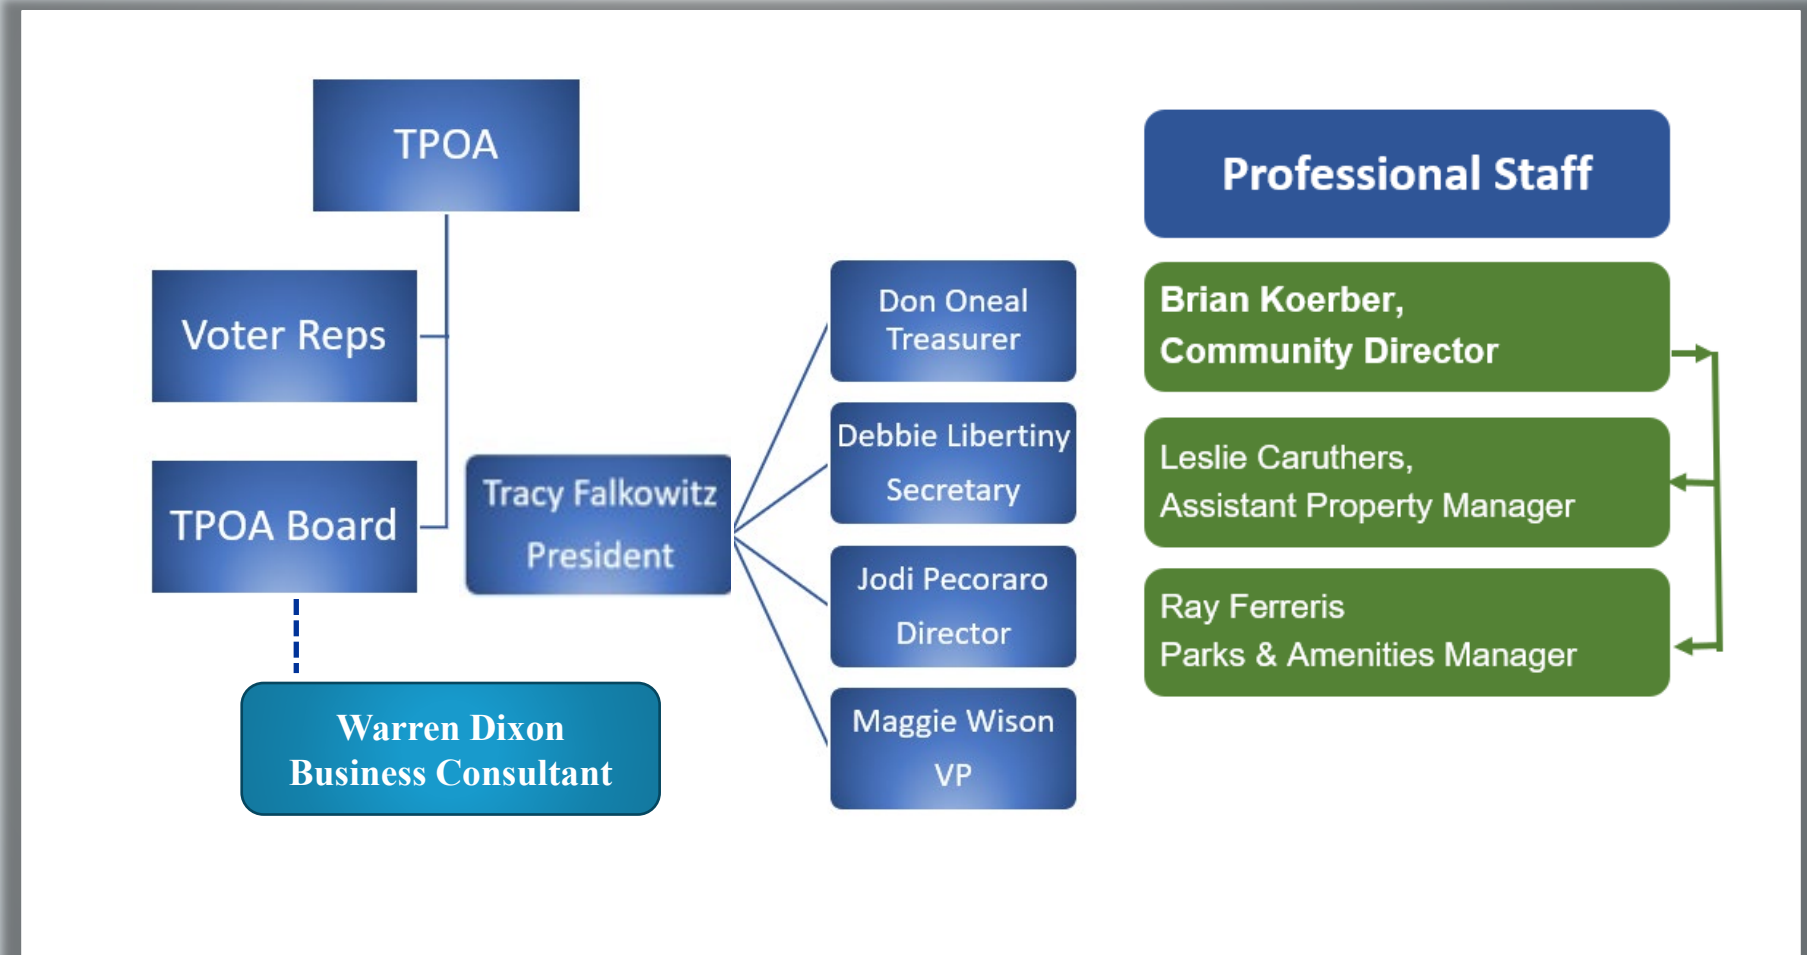 TPOA
Voter Reps
TPOA Board
Warren Dixon
Business Consultant
Tracy Falkowitz
President
Don Oneal
Treasurer
Debbie Libertiny
Secretary
Jodi Pecoraro
Director
Maggie Wison
VP
Professional Staff
Brian Koerber,
Community Director
Leslie Caruthers,
Assistant Property Manager
Ray Ferreris
Parks & Amenities Manager